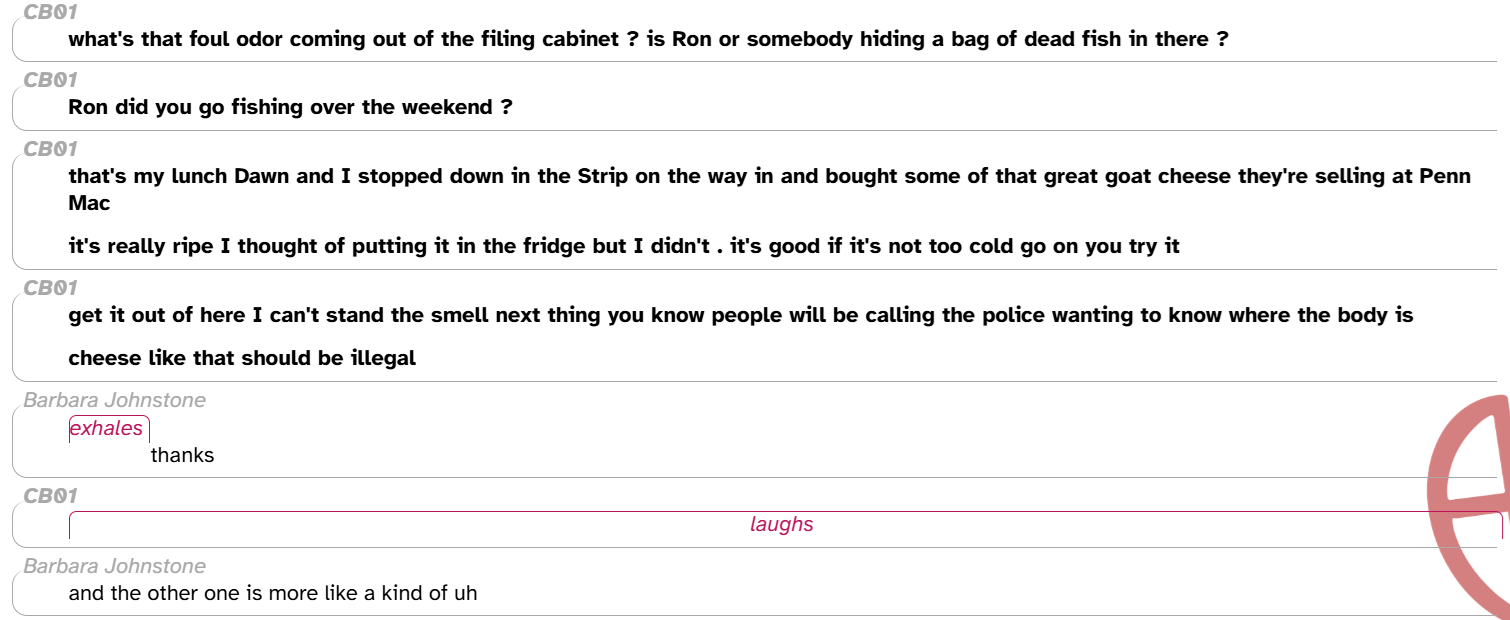 CB01
what's that foul odor coming out of the filing cabinet ? is Ron or somebody hiding a bag of dead fish in there ?
CB01
Ron did you go fishing over the weekend ?
CB01
that's my lunch Dawn and I stopped down in the Strip on the way in and bought some of that great goat cheese they're selling at Penn
Mac
it's really ripe I thought of putting it in the fridge but I didn't . it's good if it's not too cold go on you try it
CB01
get it out of here I can't stand the smell next thing you know people will be calling the police wanting to know where the body is
cheese like that should be illegal
Barbara Johnstone
exhales
thanks
CB01
laughs
Barbara Johnstone
and the other one is more like a kind of uh